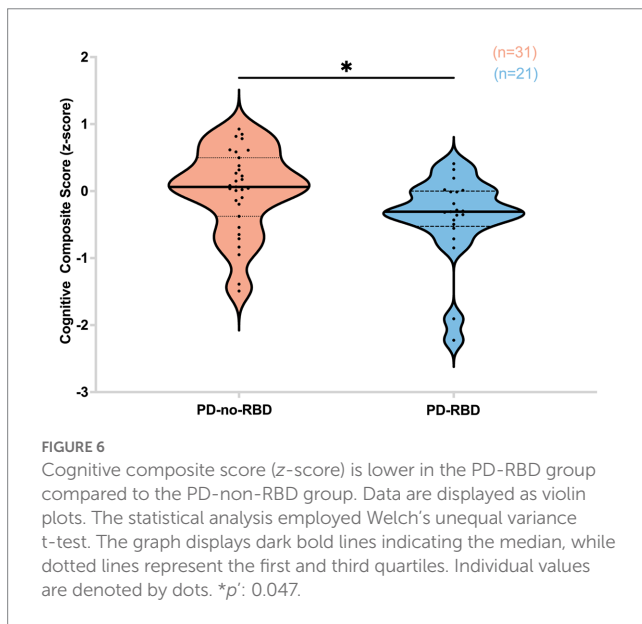 (n=31)
(n=21)
*
2
1
0
-1
-2
-3
Cognitive Composite Score (z-score)
PD-no-RBD PD-RBD
FIGURE 6
Cognitive composite score (z-score) is lower in the PD-RBD group
compared to the PD-non-RBD group. Data are displayed as violin
plots. The statistical analysis employed Welch’s unequal variance
t-test. The graph displays dark bold lines indicating the median, while
dotted lines represent the first and third quartiles. Individual values
are denoted by dots. *p’: 0.047.